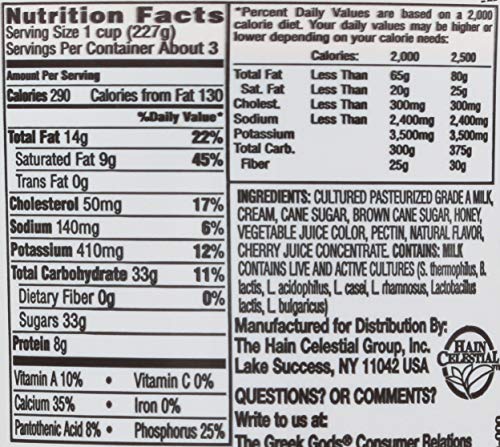 Nutrition Facts
Serving Size 1 cup (227g)
Servings Per Container About 3
Amount Per Serving
Calories 290 Calories from Fat 130
%Daily Value*
Total Fat 14g 22%
Saturated Fat 9g 45%
Trans Fat 0g
Cholesterol 50mg 17%
Sodium 140mg 6%
Potassium 410mg 12%
Total Carbohydrate 33g 11%
Dietary Fiber 0g 0%
Sugars 33g
Protein 8g
Vitamin A 10% • Vitamin C 0%
Calcium 35% • Iron 0%
Pantothenic Acid 8% • Phosphorus 25%
*Percent Daily Values are based on a 2,000
calorie diet. Your daily values may be higher or
lower depending on your calorie needs:
Calories: 2,000 2,500
Total Fat Less Than 65g 80g
Sat. Fat Less Than 20g 25g
Cholest. Less Than 300mg 300mg
Sodium Less Than 2,400mg 2,400mg
Potassium 3,500mg 3,500mg
Total Carb. 300g 375g
Fiber 25g 30g
INGREDIENTS: CULTURED PASTEURIZED GRADE A MILK,
CREAM, CANE SUGAR, BROWN CANE SUGAR, HONEY,
VEGETABLE JUICE COLOR, PECTIN, NATURAL FLAVOR,
CHERRY JUICE CONCENTRATE. CONTAINS: MILK
CONTAINS LIVE AND ACTIVE CULTURES (S. thermophilus, B.
lactis, L. acidophilus, L. casei, L. rhamnosus, Lactobacillus
lactis, L. bulgaricus)
Manufactured for Distribution By:
The Hain Celestial Group, Inc.
Lake Success, NY 11042 USA
HAIN
CELESTIAL
QUESTIONS? OR COMMENTS?
Write to us at:
The Greek Gods® Consumer Relations